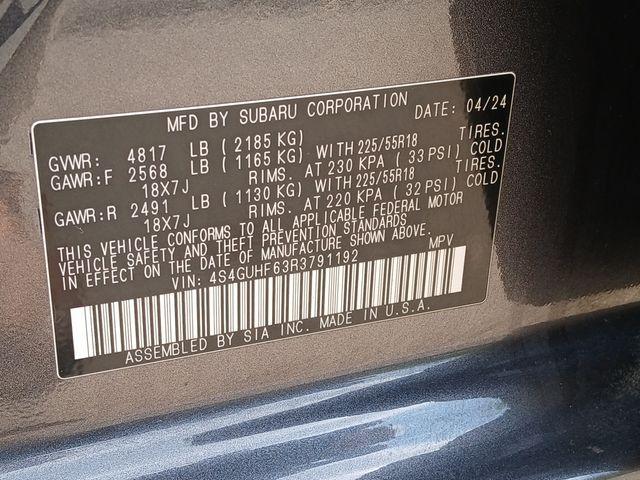 MFD BY SUBARU CORPORATION DATE: 04/24
GVWR: 4817 LB (2185 KG)
GAWR:F 2568 LB (1165 KG) WITH 225/55R18 TIRES.
18X7J RIMS. AT 230 KPA (33 PSI) COLD
GAWR:R 2491 LB (1130 KG) WITH 225/55R18 TIRES.
18X7J RIMS. AT 220 KPA (32 PSI) COLD
THIS VEHICLE CONFORMS TO ALL APPLICABLE FEDERAL MOTOR
VEHICLE SAFETY AND THEFT PREVENTION STANDARDS
IN EFFECT ON THE DATE OF MANUFACTURE SHOWN ABOVE.
VIN: 4S4GUHF63R3791192 MPV
ASSEMBLED BY SIA INC. MADE IN U.S.A.